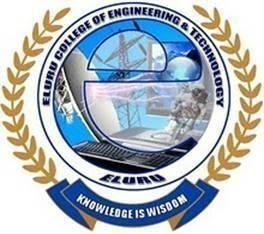 ELURU COLLEGE OF ENGINEERING & TECHNOLOGY
e
ELURU
KNOWLEDGE IS WISDOM